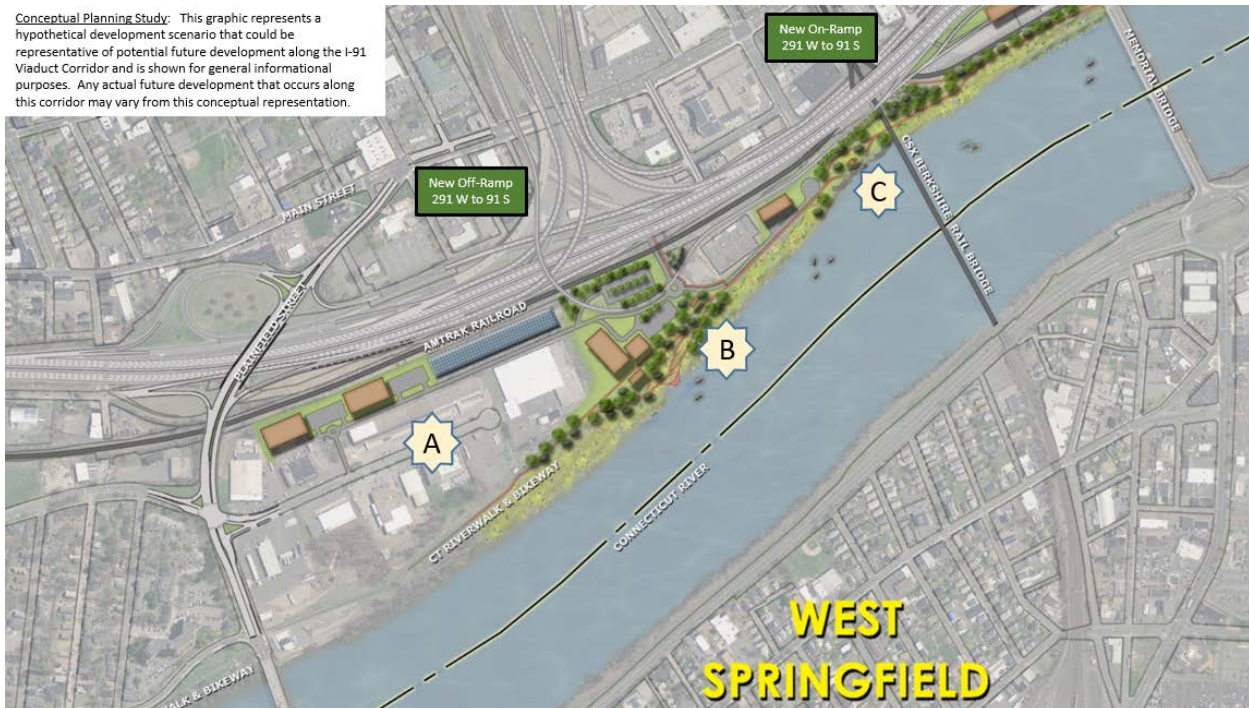 Conceptual Planning Study: This graphic represents a
hypothetical development scenario that could be
representative of potential future development along the I-91
Viaduct Corridor and is shown for general informational
purposes. Any actual future development that occurs along
this corridor may vary from this conceptual representation.
New On-Ramp
291 W to 91 S
MEMORIAL BRIDGE
New Off-Ramp
291 W to 91 S
MAIN STREET
C
CSX BERKSHIRE RAIL BRIDGE
PLAINFIELD STREET
AMTRAK RAILROAD
B
A
CT RIVERWALK & BIKEWAY
CONNECTICUT RIVER
WEST
SPRINGFIELD
WALK & BIKEWAY